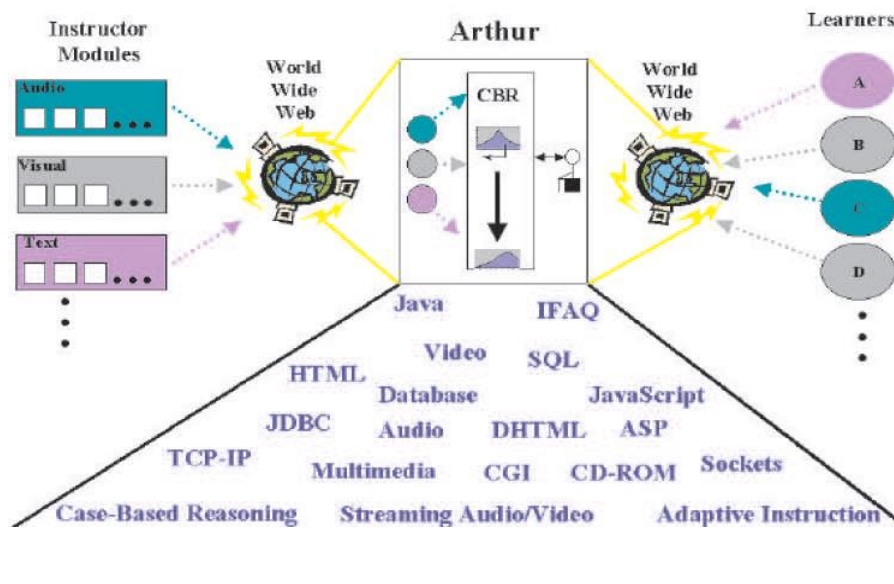 Instructor
Modules
Arthur
Learners
Audio
World
Wide
Web
CBR
World
Wide
Web
A
Visual
B
Text
C
D
Java
IFAQ
Video
SQL
HTML
Database
JavaScript
JDBC
Audio
DHTML
ASP
TCP-IP
Multimedia
CGI
CD-ROM
Sockets
Case-Based Reasoning
Streaming Audio/Video
Adaptive Instruction